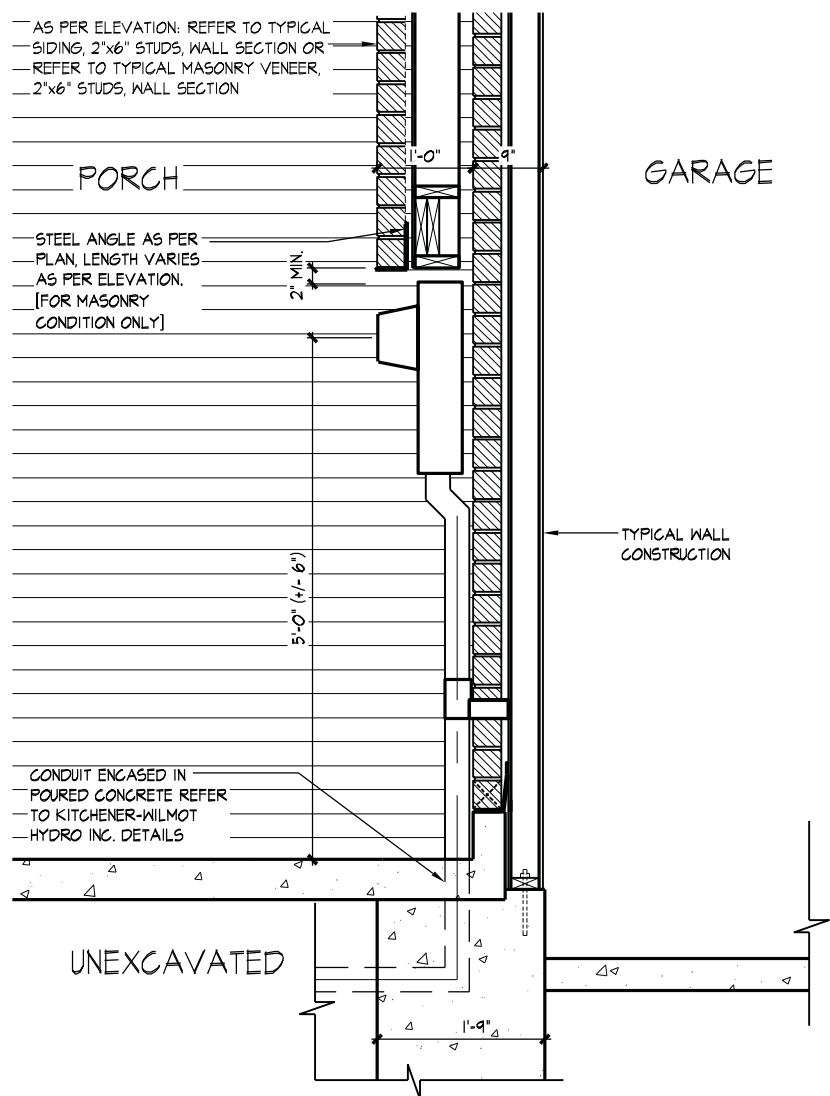 AS PER ELEVATION: REFER TO TYPICAL
SIDING, 2"x6" STUDS, WALL SECTION OR
REFER TO TYPICAL MASONRY VENEER,
2"x6" STUDS, WALL SECTION
1'-0"
9"
PORCH
GARAGE
STEEL ANGLE AS PER
PLAN, LENGTH VARIES
AS PER ELEVATION.
[FOR MASONRY
CONDITION ONLY]
2" MIN.
TYPICAL WALL
CONSTRUCTION
5'-0" (+/- 6")
CONDUIT ENCASED IN
POURED CONCRETE REFER
TO KITCHENER-WILMOT
HYDRO INC. DETAILS
UNEXCAVATED
1'-9"